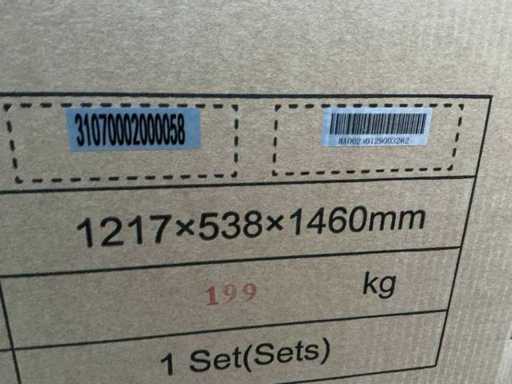 31070002000058
1217×538×1460mm
199 kg
1 Set(Sets)